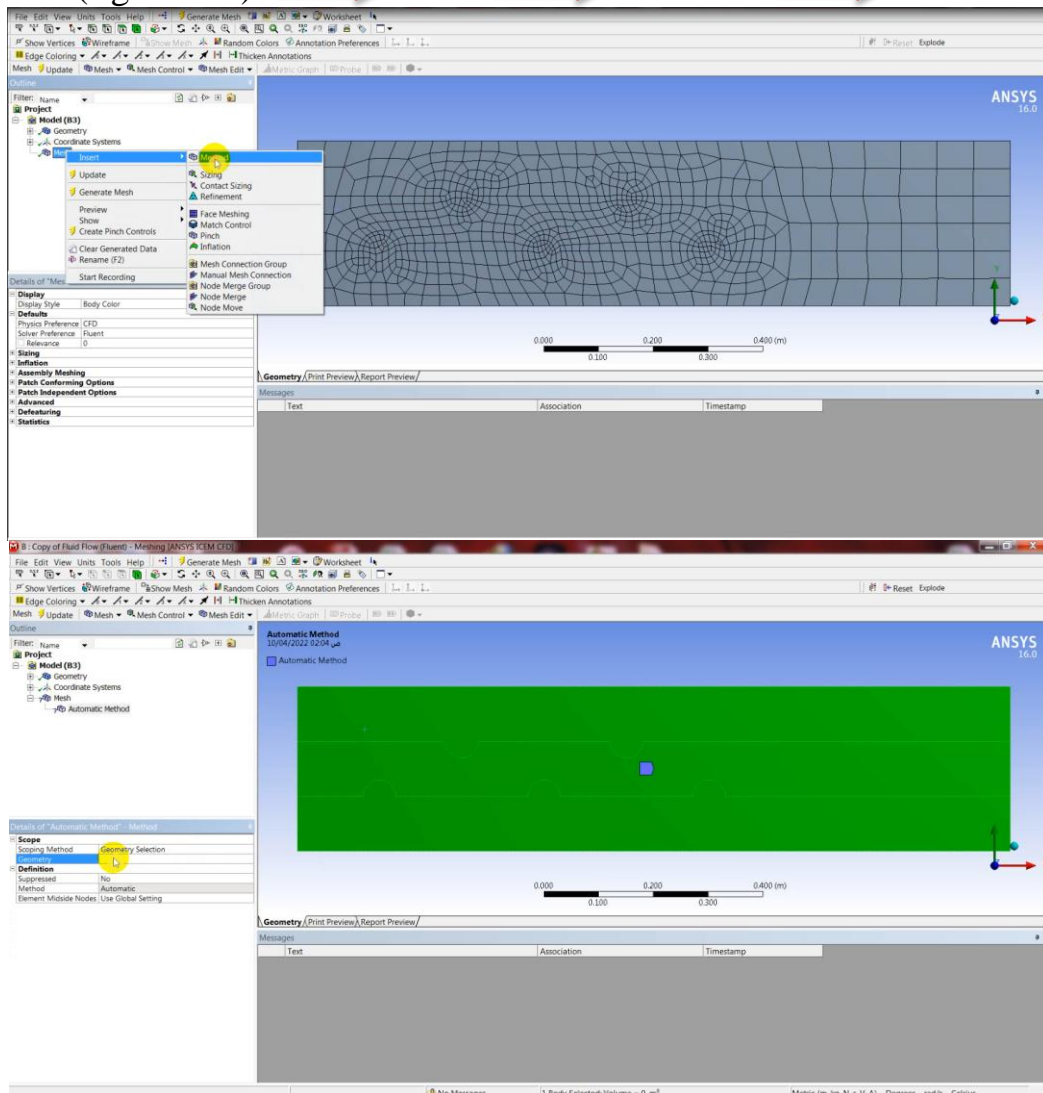 File Edit View Units Tools Help Generate Mesh Worksheet
Show Vertices Wireframe Show Mesh Random Colors Annotation Preferences Reset Explode
Edge Coloring Thicken Annotations
Mesh Update Mesh Mesh Control Mesh Edit Metric Graph Probe
Outline
Filter: Name
Project
Model (B3)
Geometry
Coordinate Systems
Insert
Update
Generate Mesh
Preview
Show
Create Pinch Controls
Clear Generated Data
Rename (F2)
Start Recording
Method
Sizing
Contact Sizing
Refinement
Face Meshing
Match Control
Pinch
Inflation
Mesh Connection Group
Manual Mesh Connection
Node Merge Group
Node Merge
Node Move
Details of "Mes
Display
Display Style Body Color
Defaults
Physics Preference CFD
Solver Preference Fluent
Relevance 0
Sizing
Inflation
Assembly Meshing
Patch Conforming Options
Patch Independent Options
Advanced
Defeaturing
Statistics
ANSYS
16.0
Y
0.000 0.200 0.400 (m)
0.100 0.300
Geometry Print Preview Report Preview
Messages
Text Association Timestamp
B : Copy of Fluid Flow (Fluent) - Meshing [ANSYS ICEM CFD]
File Edit View Units Tools Help Generate Mesh Worksheet
Show Vertices Wireframe Show Mesh Random Colors Annotation Preferences Reset Explode
Edge Coloring Thicken Annotations
Mesh Update Mesh Mesh Control Mesh Edit Metric Graph Probe
Outline
Filter: Name
Project
Model (B3)
Geometry
Coordinate Systems
Mesh
Automatic Method
Details of "Automatic Method" - Method
Scope
Scoping Method Geometry Selection
Geometry
Definition
Suppressed No
Method Automatic
Element Midside Nodes Use Global Setting
Automatic Method
10/04/2022 02:04 ص
Automatic Method
ANSYS
16.0
0.000 0.200 0.400 (m)
0.100 0.300
Geometry Print Preview Report Preview
Messages
Text Association Timestamp